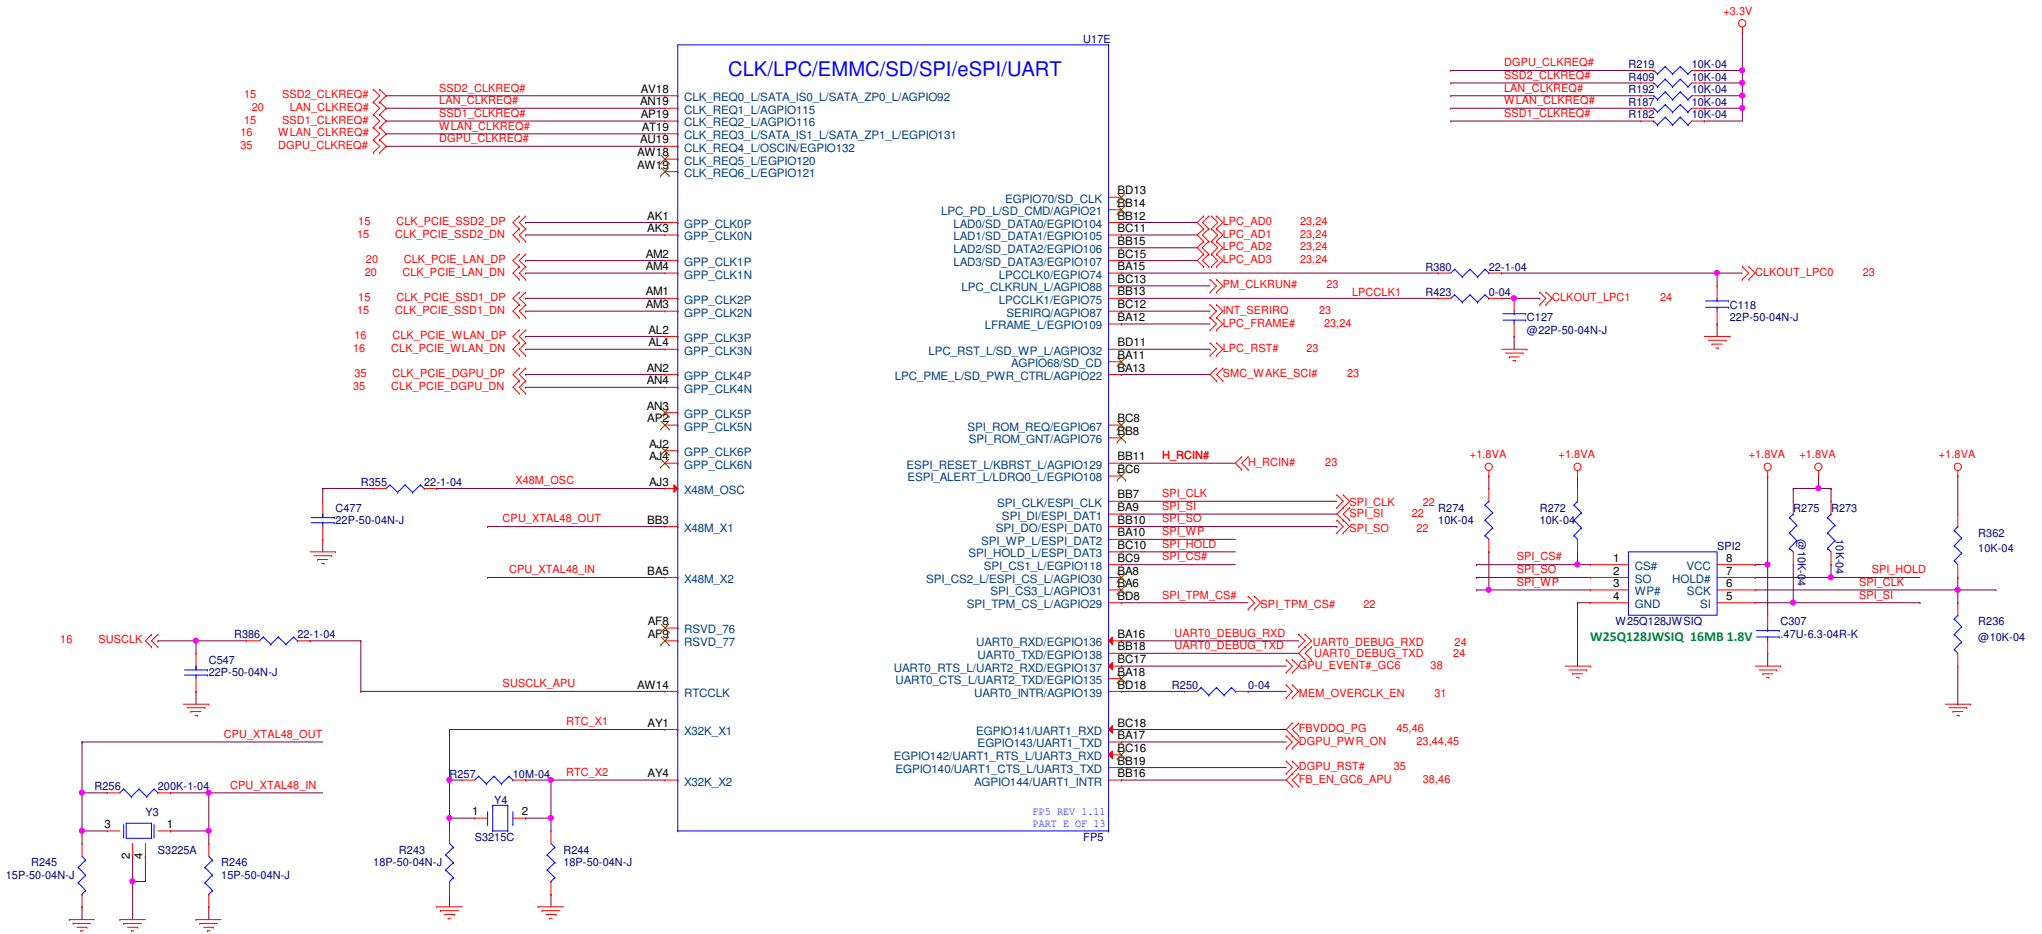 U17E
CLK/LPC/EMMC/SD/SPI/eSPI/UART
15 SSD2_CLKREQ# SSD2_CLKREQ# AV18 CLK_REQ0_L/SATA_IS0_L/SATA_ZP0_L/AGPIO92
20 LAN_CLKREQ# LAN_CLKREQ# AN19 CLK_REQ1_L/AGPIO115
15 SSD1_CLKREQ# SSD1_CLKREQ# AP19 CLK_REQ2_L/AGPIO116
16 WLAN_CLKREQ# WLAN_CLKREQ# AT19 CLK_REQ3_L/SATA_IS1_L/SATA_ZP1_L/EGPIO131
35 DGPU_CLKREQ# DGPU_CLKREQ# AU19 CLK_REQ4_L/OSCIN/EGPIO132
AW18 CLK_REQ5_L/EGPIO120
AW19 CLK_REQ6_L/EGPIO121
15 CLK_PCIE_SSD2_DP AK1 GPP_CLK0P
15 CLK_PCIE_SSD2_DN AK3 GPP_CLK0N
20 CLK_PCIE_LAN_DP AM2 GPP_CLK1P
20 CLK_PCIE_LAN_DN AM4 GPP_CLK1N
15 CLK_PCIE_SSD1_DP AM1 GPP_CLK2P
15 CLK_PCIE_SSD1_DN AM3 GPP_CLK2N
16 CLK_PCIE_WLAN_DP AL2 GPP_CLK3P
16 CLK_PCIE_WLAN_DN AL4 GPP_CLK3N
35 CLK_PCIE_DGPU_DP AN2 GPP_CLK4P
35 CLK_PCIE_DGPU_DN AN4 GPP_CLK4N
AN3 GPP_CLK5P
AP2 GPP_CLK5N
AJ2 GPP_CLK6P
AJ4 GPP_CLK6N
R355 22-1-04 X48M_OSC AJ3 X48M_OSC
C477
22P-50-04N-J
CPU_XTAL48_OUT BB3 X48M_X1
CPU_XTAL48_IN BA5 X48M_X2
AF8 RSVD_76
AF9 RSVD_77
16 SUSCLK R386 22-1-04
C547
22P-50-04N-J
SUSCLK_APU AW14 RTCCLK
RTC_X1 AY1 X32K_X1
R257 10M-04 RTC_X2 AY4 X32K_X2
Y4
1 2
S3215C
R243
18P-50-04N-J
R244
18P-50-04N-J
CPU_XTAL48_OUT
R256 200K-1-04 CPU_XTAL48_IN
Y3
3 1
2 4
S3225A
R245
15P-50-04N-J
R246
15P-50-04N-J
EGPIO70/SD_CLK BD13
LPC_PD_L/SD_CMD/AGPIO21 BB14
LAD0/SD_DATA0/EGPIO104 BB12 LPC_AD0 23,24
LAD1/SD_DATA1/EGPIO105 BC11 LPC_AD1 23,24
LAD2/SD_DATA2/EGPIO106 BB15 LPC_AD2 23,24
LAD3/SD_DATA3/EGPIO107 BC15 LPC_AD3 23,24
LPCCLK0/EGPIO74 BA15 R380 22-1-04 CLKOUT_LPC0 23
LPC_CLKRUN_L/AGPIO88 BC13 PM_CLKRUN# 23
LPCCLK1/EGPIO75 BB13 LPCCLK1 R423 0-04 CLKOUT_LPC1 24
SERIRQ/AGPIO87 BC12 INT_SERIRQ 23
LFRAME_L/EGPIO109 BA12 LPC_FRAME# 23,24
C118
22P-50-04N-J
C127
@22P-50-04N-J
LPC_RST_L/SD_WP_L/AGPIO32 BD11 LPC_RST# 23
AGPIO68/SD_CD BA11
LPC_PME_L/SD_PWR_CTRL/AGPIO22 BA13 SMC_WAKE_SCI# 23
SPI_ROM_REQ/EGPIO67 BC8
SPI_ROM_GNT/AGPIO76 BB8
ESPI_RESET_L/KBRST_L/AGPIO129 BB11 H_RCIN# H_RCIN# 23
ESPI_ALERT_L/LDRQ0_L/EGPIO108 BC6
SPI_CLK/ESPI_CLK BB7 SPI_CLK SPI_CLK 22
SPI_DI/ESPI_DAT1 BA9 SPI_SI SPI_SI 22
SPI_DO/ESPI_DAT0 BB10 SPI_SO SPI_SO 22
SPI_WP_L/ESPI_DAT2 BA10 SPI_WP
SPI_HOLD_L/ESPI_DAT3 BC10 SPI_HOLD
SPI_CS1_L/EGPIO118 BC9 SPI_CS#
SPI_CS2_L/ESPI_CS_L/AGPIO30 BA8
SPI_CS3_L/AGPIO31 BA6
SPI_TPM_CS_L/AGPIO29 BD8 SPI_TPM_CS# SPI_TPM_CS# 22
UART0_RXD/EGPIO136 BA16 UART0_DEBUG_RXD UART0_DEBUG_RXD 24
UART0_TXD/EGPIO138 BB18 UART0_DEBUG_TXD UART0_DEBUG_TXD 24
UART0_RTS_L/UART2_RXD/EGPIO137 BC17 GPU_EVENT#_GC6 38
UART0_CTS_L/UART2_TXD/EGPIO135 BA18
UART0_INTR/AGPIO139 BD18 R250 0-04 MEM_OVERCLK_EN 31
EGPIO141/UART1_RXD BC18 FBVDDQ_PG 45,46
EGPIO143/UART1_TXD BA17 DGPU_PWR_ON 23,44,45
EGPIO142/UART1_RTS_L/UART3_RXD BC16
EGPIO140/UART1_CTS_L/UART3_TXD BB19 DGPU_RST# 35
AGPIO144/UART1_INTR BB16 FB_EN_GC6_APU 38,46
FP5 REV 1.11
PART E OF 13
FP5
+3.3V
DGPU_CLKREQ# R219 10K-04
SSD2_CLKREQ# R409 10K-04
LAN_CLKREQ# R192 10K-04
WLAN_CLKREQ# R187 10K-04
SSD1_CLKREQ# R182 10K-04
+1.8VA +1.8VA +1.8VA +1.8VA +1.8VA
R274
10K-04
R272
10K-04
R275
@10K-04
R273
10K-04
R362
10K-04
SPI2
SPI_CS# 1 CS# VCC 8
SPI_SO 2 SO HOLD# 7 SPI_HOLD
SPI_WP 3 WP# SCK 6 SPI_CLK
4 GND SI 5 SPI_SI
W25Q128JWSIQ
W25Q128JWSIQ 16MB 1.8V
C307
.47U-6.3-04R-K
R236
@10K-04